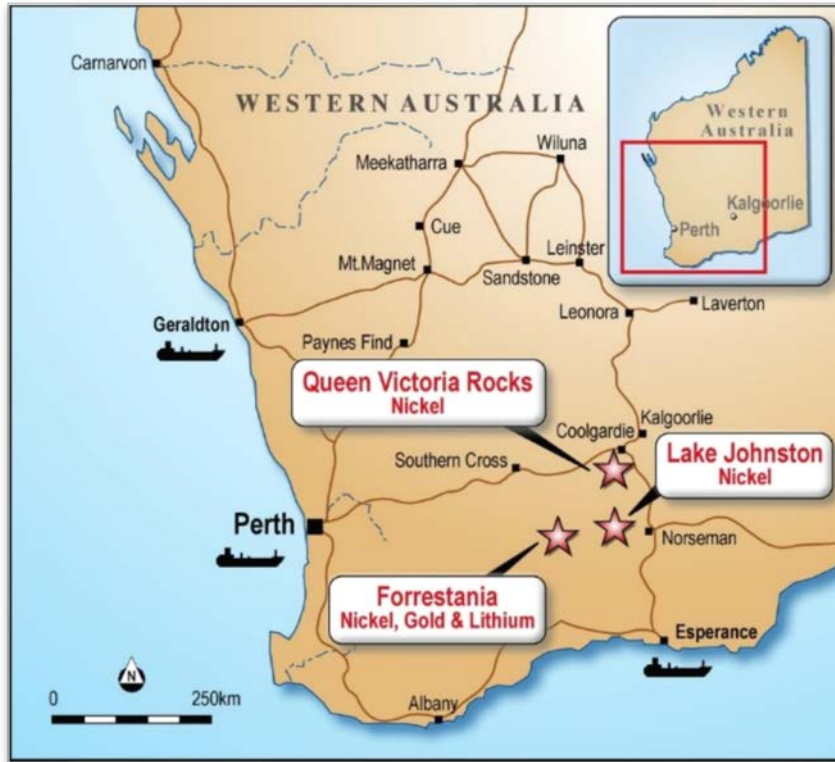 Carnarvon
WESTERN AUSTRALIA
Western
Australia
Kalgoorlie
Perth
Wiluna
Meekatharra
Cue
Leinster
Mt.Magnet
Sandstone
Geraldton
Leonora
Laverton
Paynes Find
Queen Victoria Rocks
Nickel
Kalgoorlie
Coolgardie
Southern Cross
Lake Johnston
Nickel
Perth
Norseman
Forrestania
Nickel, Gold & Lithium
Esperance
N
0 250km
Albany